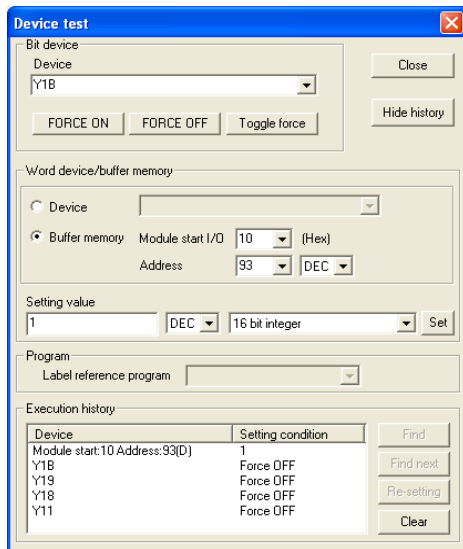 Device test
Bit device
Device
Y1B
Close
FORCE ON FORCE OFF Toggle force
Hide history
Word device/buffer memory
Device
Buffer memory Module start I/O 10 (Hex)
Address 93 DEC
Setting value
1 DEC 16 bit integer Set
Program
Label reference program
Execution history
Device Setting condition
Module start:10 Address:93(D) 1
Y1B Force OFF
Y19 Force OFF
Y18 Force OFF
Y11 Force OFF
Find
Find next
Re-setting
Clear